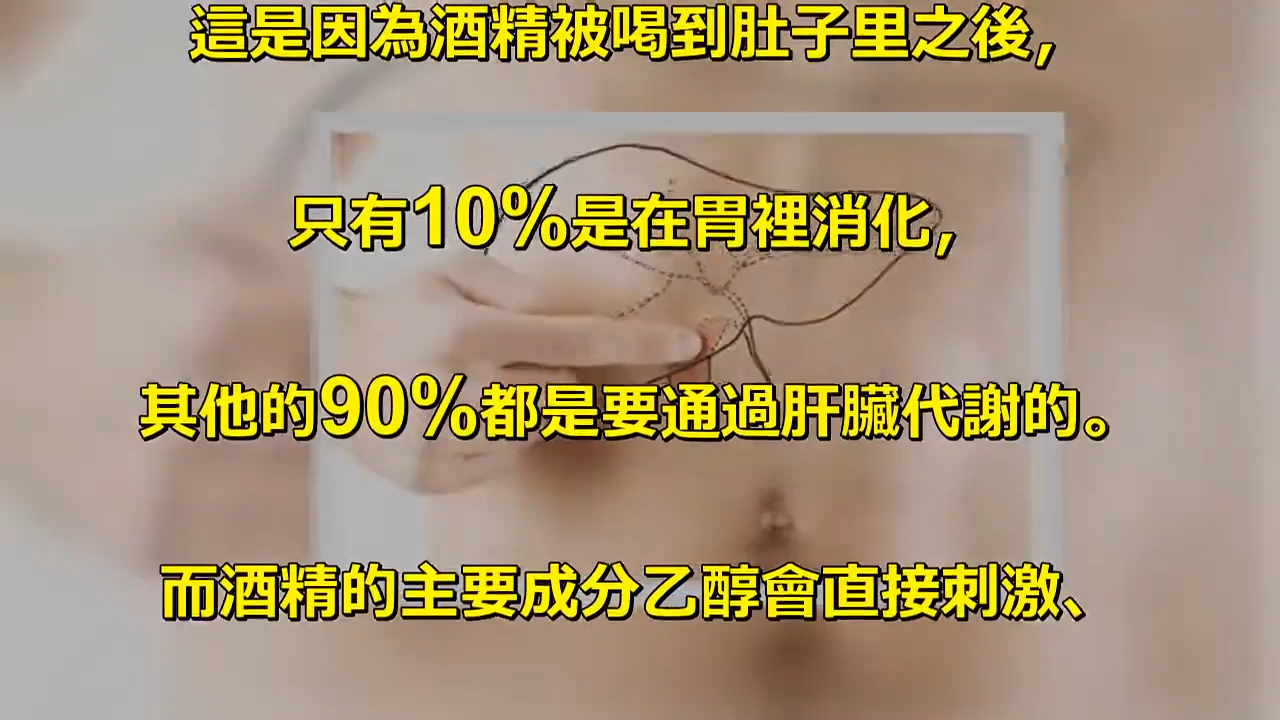 這是因為酒精被喝到肚子里之後，
只有10%是在胃裡消化，
其他的90%都是要通過肝臟代謝的。
而酒精的主要成分乙醇會直接刺激、